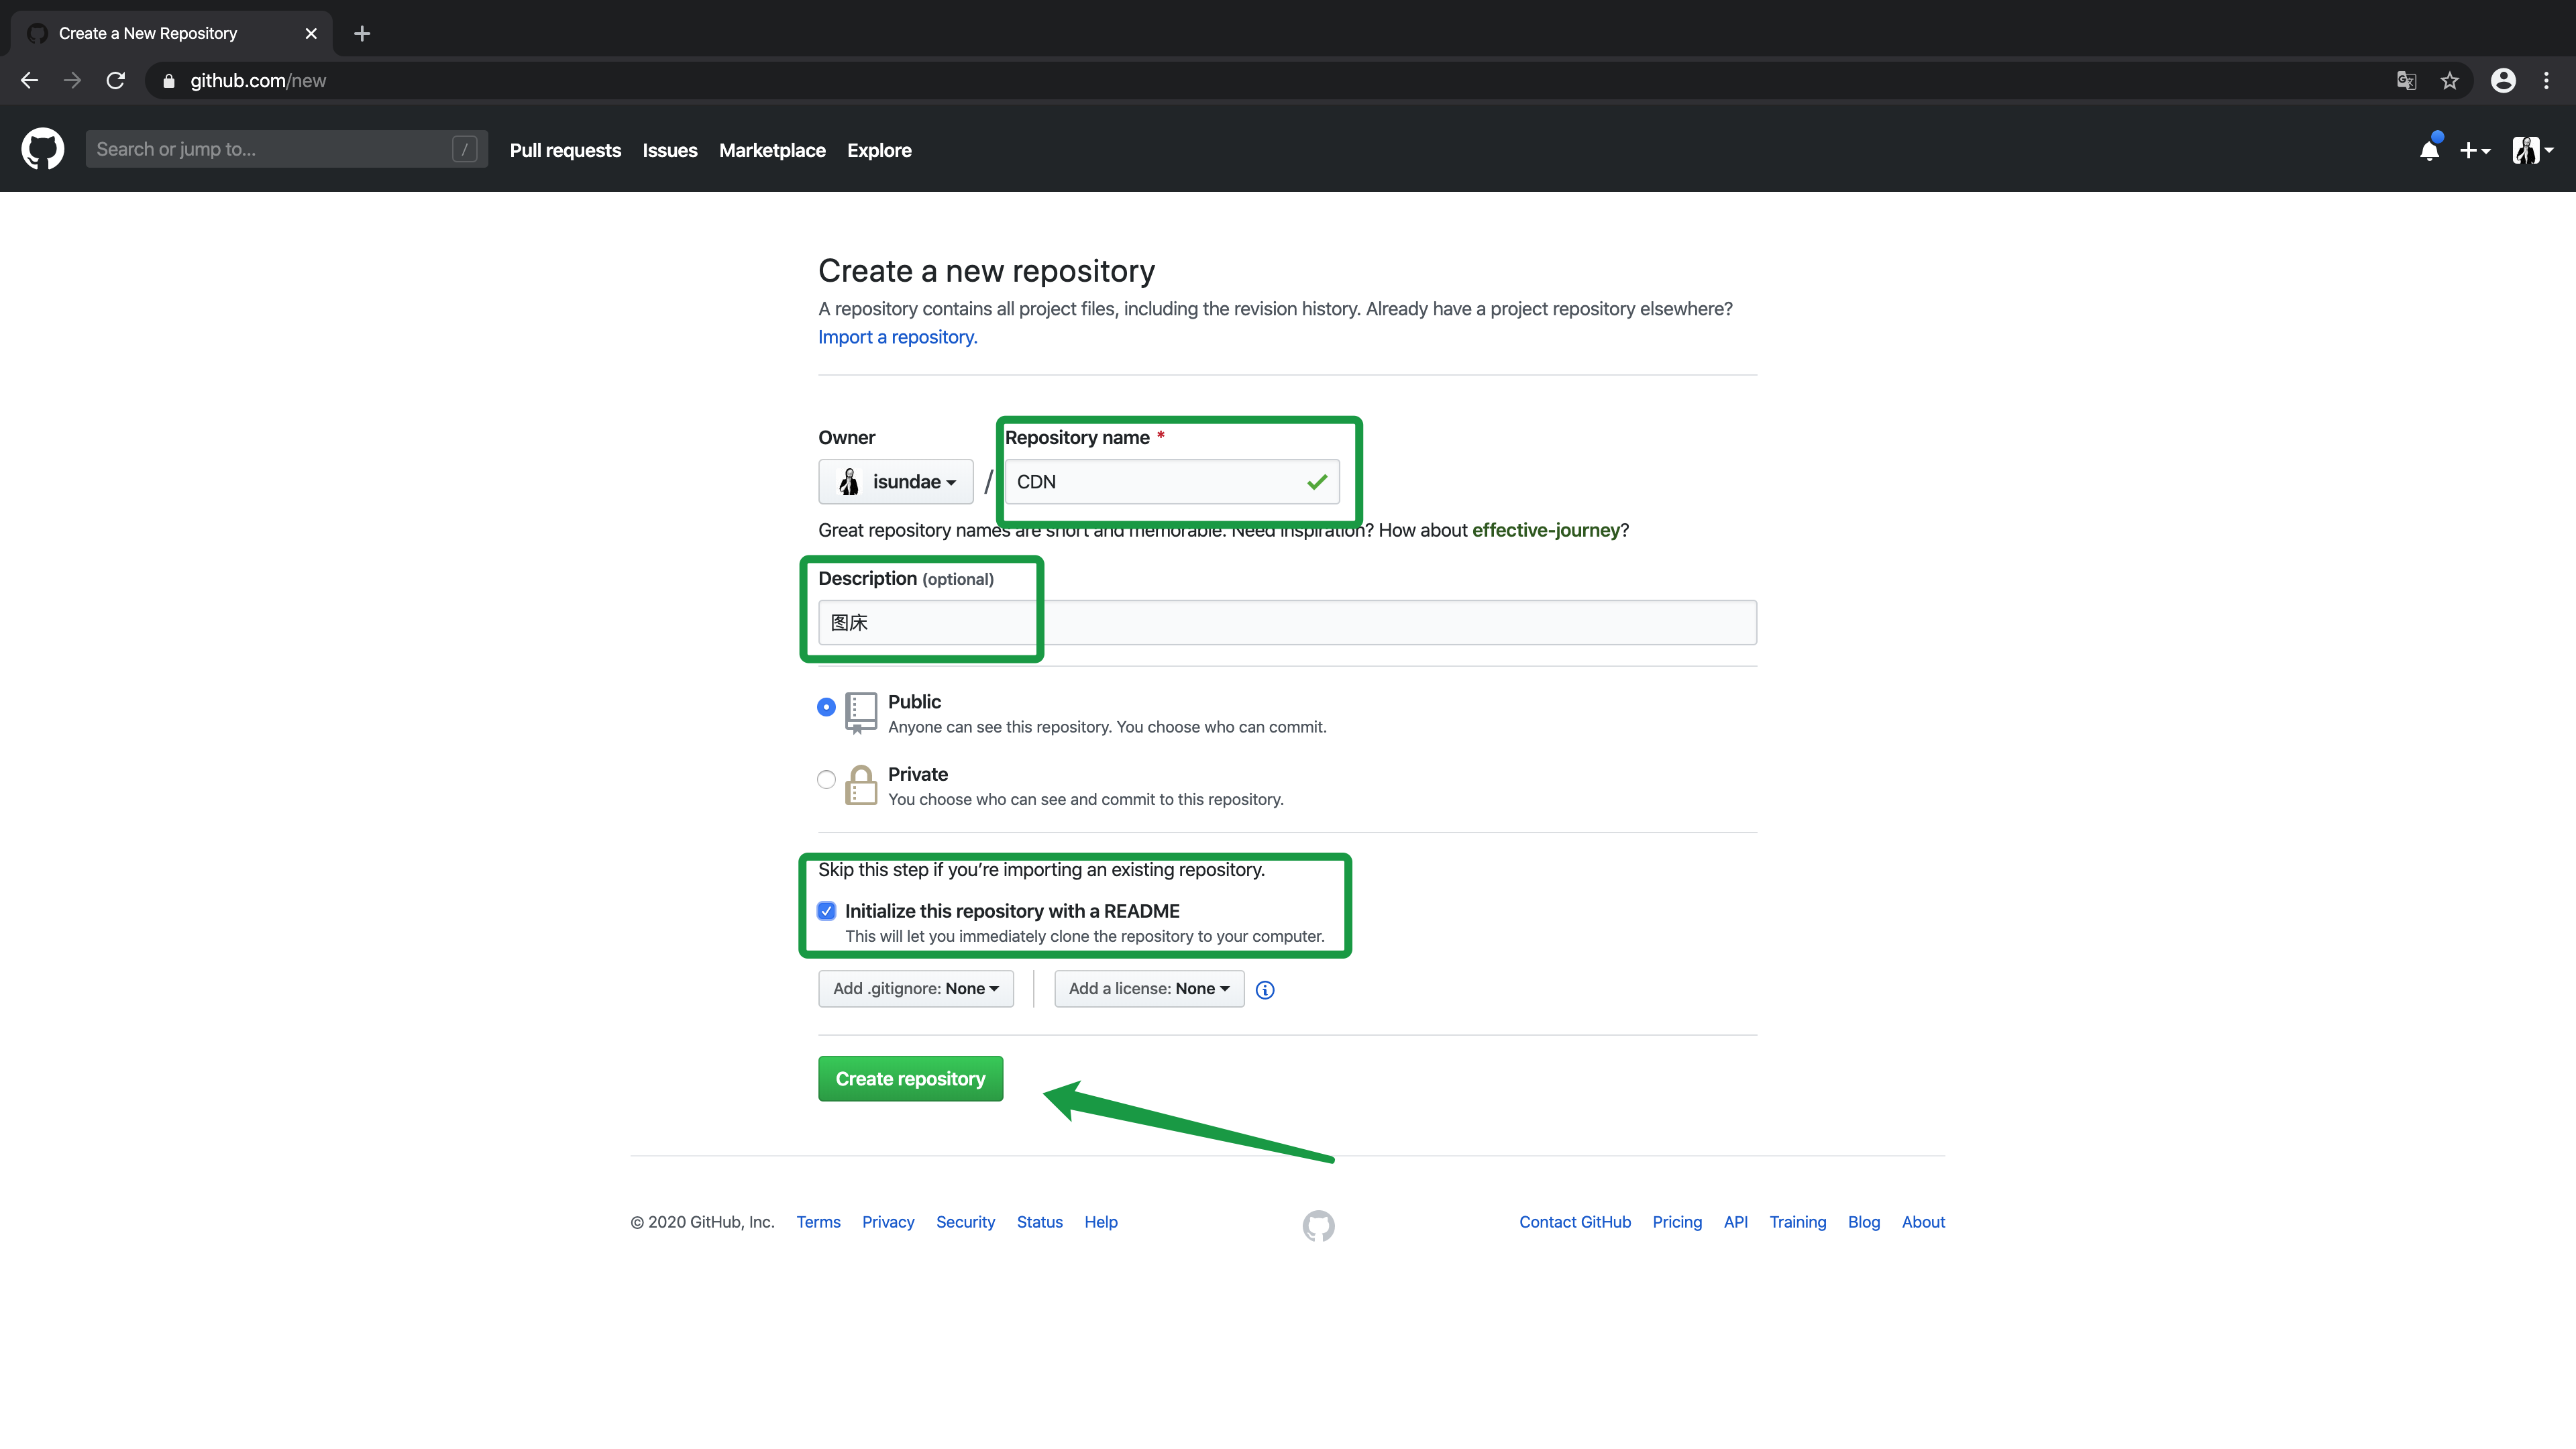 Create a New Repository
github.com/new
Search or jump to... /
Pull requests Issues Marketplace Explore
Create a new repository
A repository contains all project files, including the revision history. Already have a project repository elsewhere?
Import a repository.
Owner
Repository name *
isundae / CDN
Great repository names are short and memorable. Need inspiration? How about effective-journey?
Description (optional)
图床
Public
Anyone can see this repository. You choose who can commit.
Private
You choose who can see and commit to this repository.
Skip this step if you’re importing an existing repository.
Initialize this repository with a README
This will let you immediately clone the repository to your computer.
Add .gitignore: None Add a license: None
Create repository
© 2020 GitHub, Inc. Terms Privacy Security Status Help Contact GitHub Pricing API Training Blog About